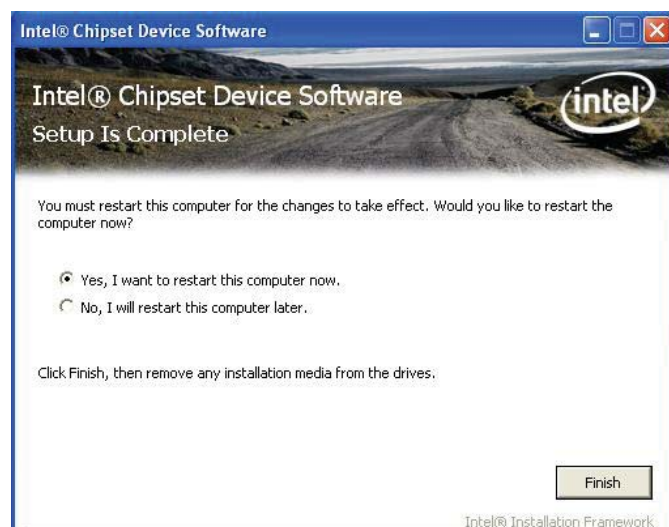 Intel® Chipset Device Software
Intel® Chipset Device Software
intel
Setup Is Complete
You must restart this computer for the changes to take effect. Would you like to restart the
computer now?
Yes, I want to restart this computer now.
No, I will restart this computer later.
Click Finish, then remove any installation media from the drives.
Finish
Intel® Installation Framework